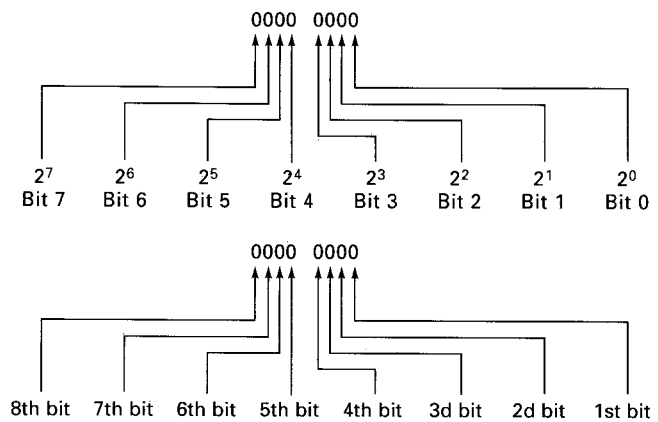 0000 0000
2⁷ 2⁶ 2⁵ 2⁴ 2³ 2² 2¹ 2⁰
Bit 7 Bit 6 Bit 5 Bit 4 Bit 3 Bit 2 Bit 1 Bit 0
0000 0000
8th bit 7th bit 6th bit 5th bit 4th bit 3d bit 2d bit 1st bit